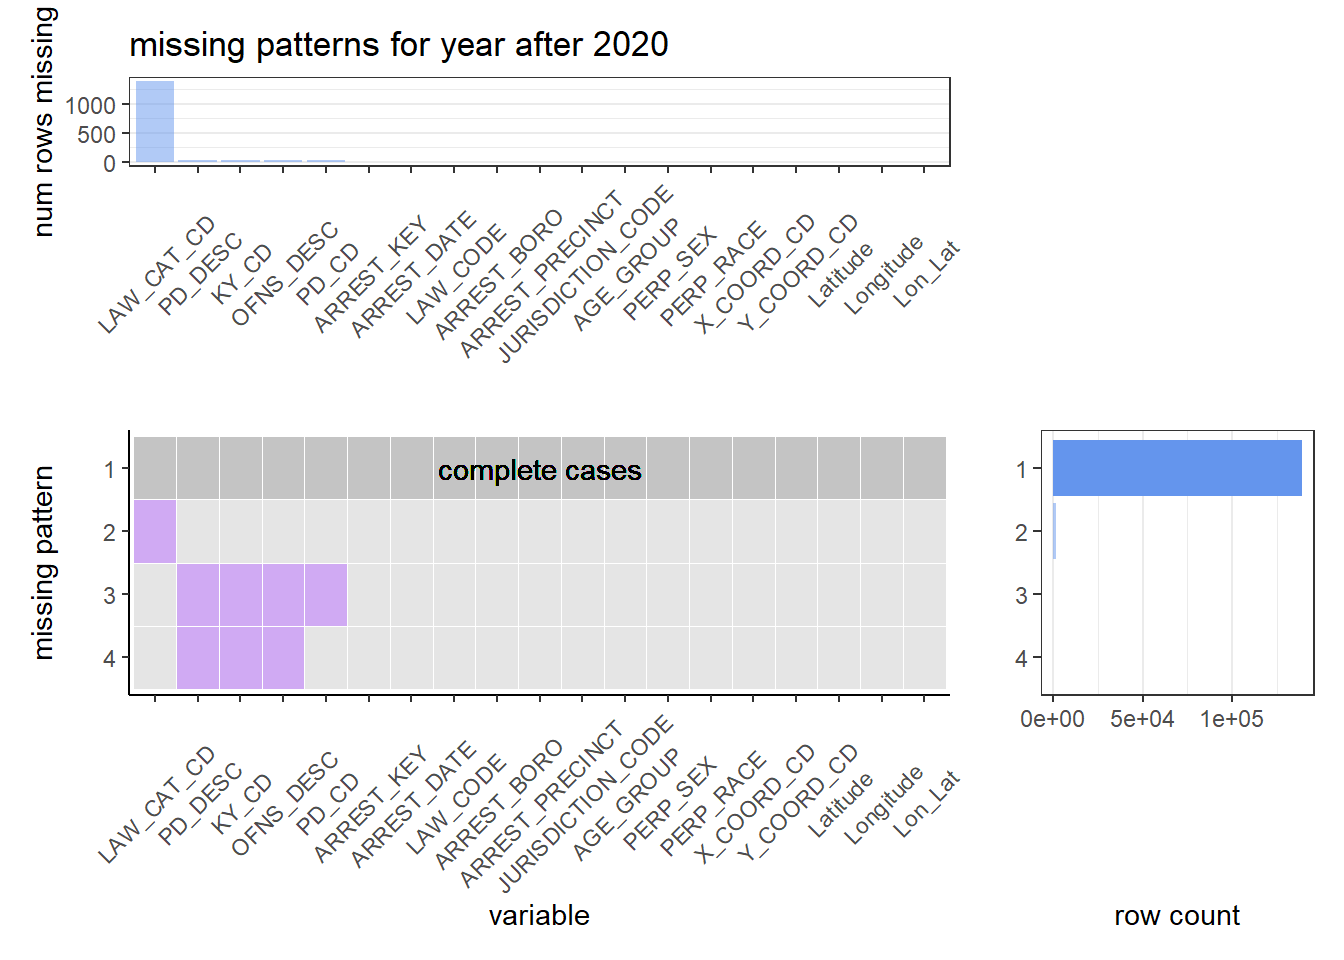 missing patterns for year after 2020
num rows missing
1000
500
0
LAW_CAT_CD
PD_DESC
KY_CD
OFNS_DESC
PD_CD
ARREST_KEY
ARREST_DATE
LAW_CODE
ARREST_BORO
ARREST_PRECINCT
JURISDICTION_CODE
AGE_GROUP
PERP_SEX
PERP_RACE
X_COORD_CD
Y_COORD_CD
Latitude
Longitude
Lon_Lat
missing pattern
1
2
3
4
complete cases
LAW_CAT_CD
PD_DESC
KY_CD
OFNS_DESC
PD_CD
ARREST_KEY
ARREST_DATE
LAW_CODE
ARREST_BORO
ARREST_PRECINCT
JURISDICTION_CODE
AGE_GROUP
PERP_SEX
PERP_RACE
X_COORD_CD
Y_COORD_CD
Latitude
Longitude
Lon_Lat
variable
1
2
3
4
0e+00 5e+04 1e+05
row count